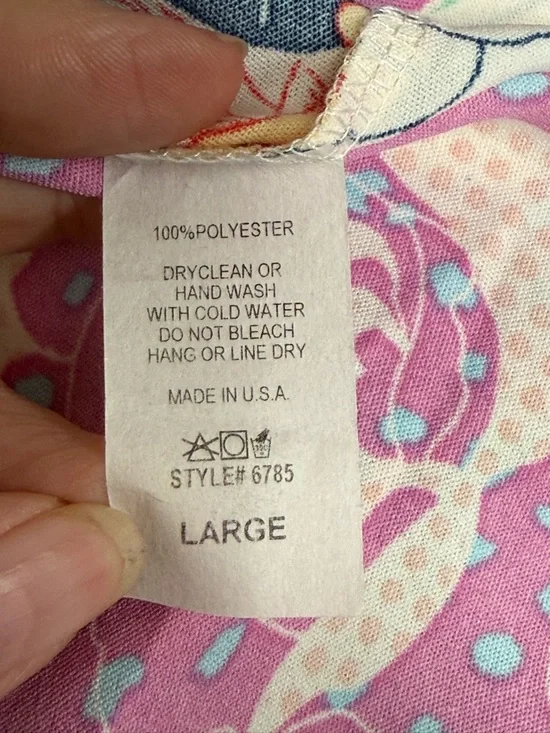 100%POLYESTER
DRYCLEAN OR
HAND WASH
WITH COLD WATER
DO NOT BLEACH
HANG OR LINE DRY
MADE IN U.S.A.
STYLE# 6785
LARGE